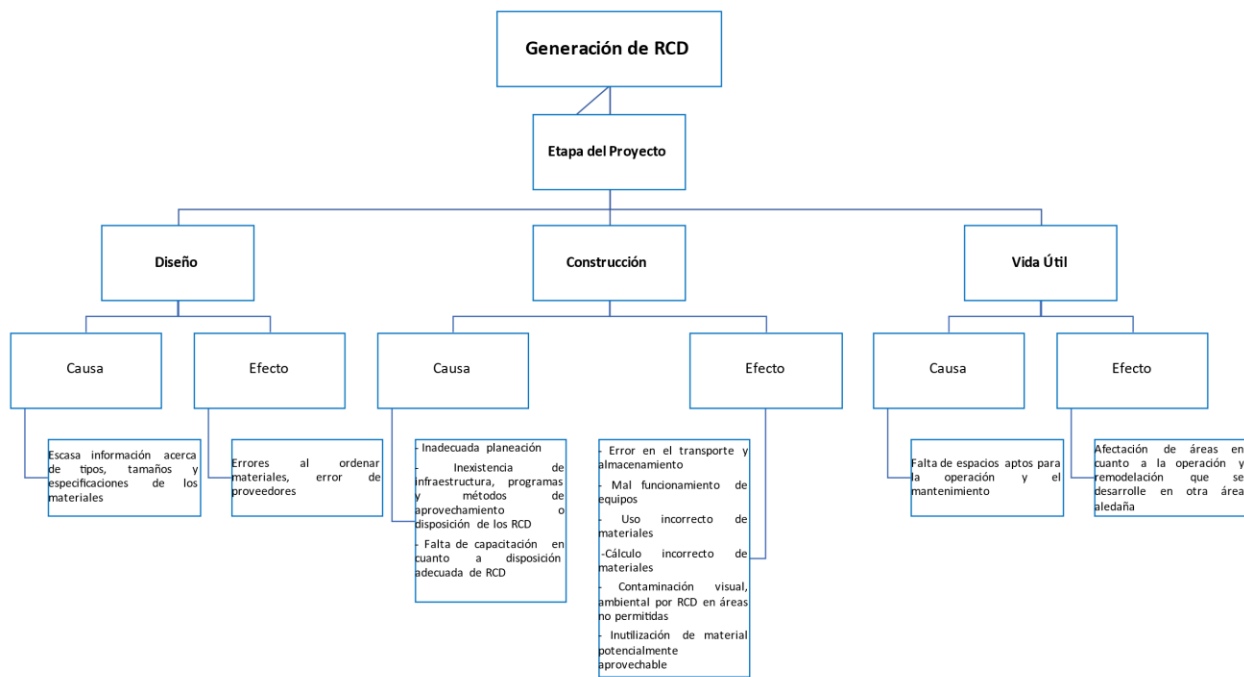 Generación de RCD
Etapa del Proyecto
Diseño
Construcción
Vida Útil
Causa
Efecto
Causa
Efecto
Causa
Efecto
Escasa información acerca
de tipos, tamaños y
especificaciones de los
materiales
Errores al ordenar
materiales, error de
proveedores
- Inadecuada planeación
- Inexistencia de
infraestructura, programas
y métodos de
aprovechamiento o
disposición de los RCD
- Falta de capacitación en
cuanto a disposición
adecuada de RCD
- Error en el transporte y
almacenamiento
- Mal funcionamiento de
equipos
- Uso incorrecto de
materiales
-Cálculo incorrecto de
materiales
- Contaminación visual,
ambiental por RCD en áreas
no permitidas
- Inutilización de material
potencialmente
aprovechable
Falta de espacios aptos para
la operación y el
mantenimiento
Afectación de áreas en
cuanto a la operación y
remodelación que se
desarrolle en otra área
aledaña